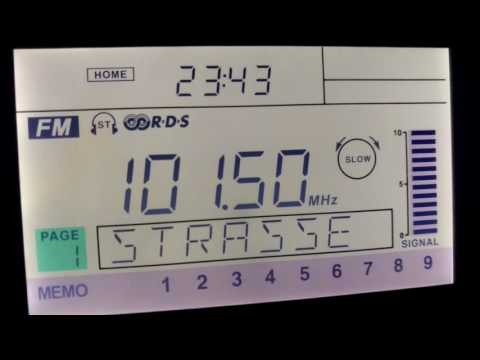 HOME 23:43
FM ST R·D·S
101.50 MHz
SLOW
10
5
0
SIGNAL
PAGE 1
STRASSE
MEMO 1 2 3 4 5 6 7 8 9